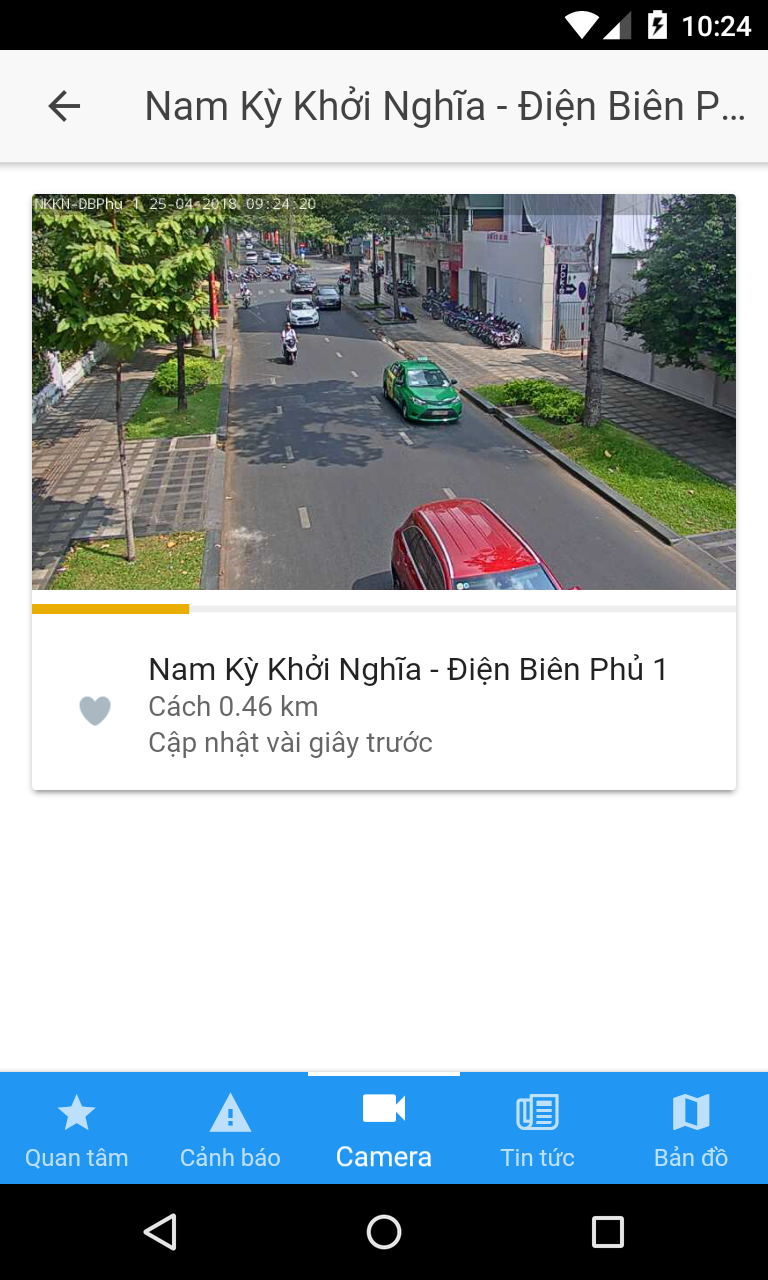 10:24
Nam Kỳ Khởi Nghĩa - Điện Biên P…
NKKN-DBPhu 1 25-04-2018 09:24:20
Nam Kỳ Khởi Nghĩa - Điện Biên Phủ 1
Cách 0.46 km
Cập nhật vài giây trước
Quan tâm
Cảnh báo
Camera
Tin tức
Bản đồ